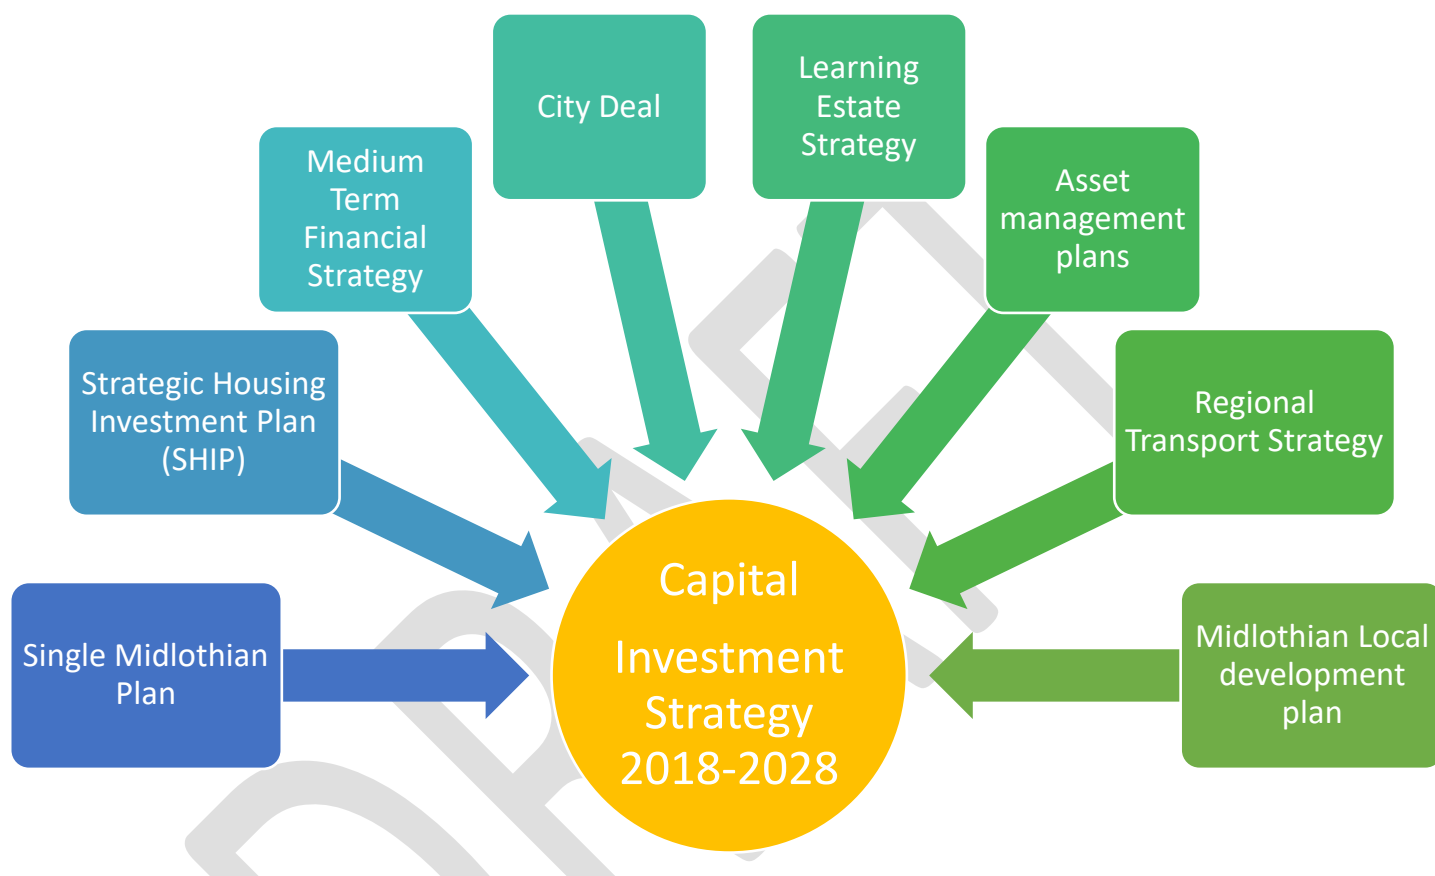 Single Midlothian
Plan
Strategic Housing
Investment Plan
(SHIP)
Medium
Term
Financial
Strategy
City Deal
Learning
Estate
Strategy
Asset
management
plans
Regional
Transport Strategy
Midlothian Local
development
plan
Capital
Investment
Strategy
2018-2028
DRAFT